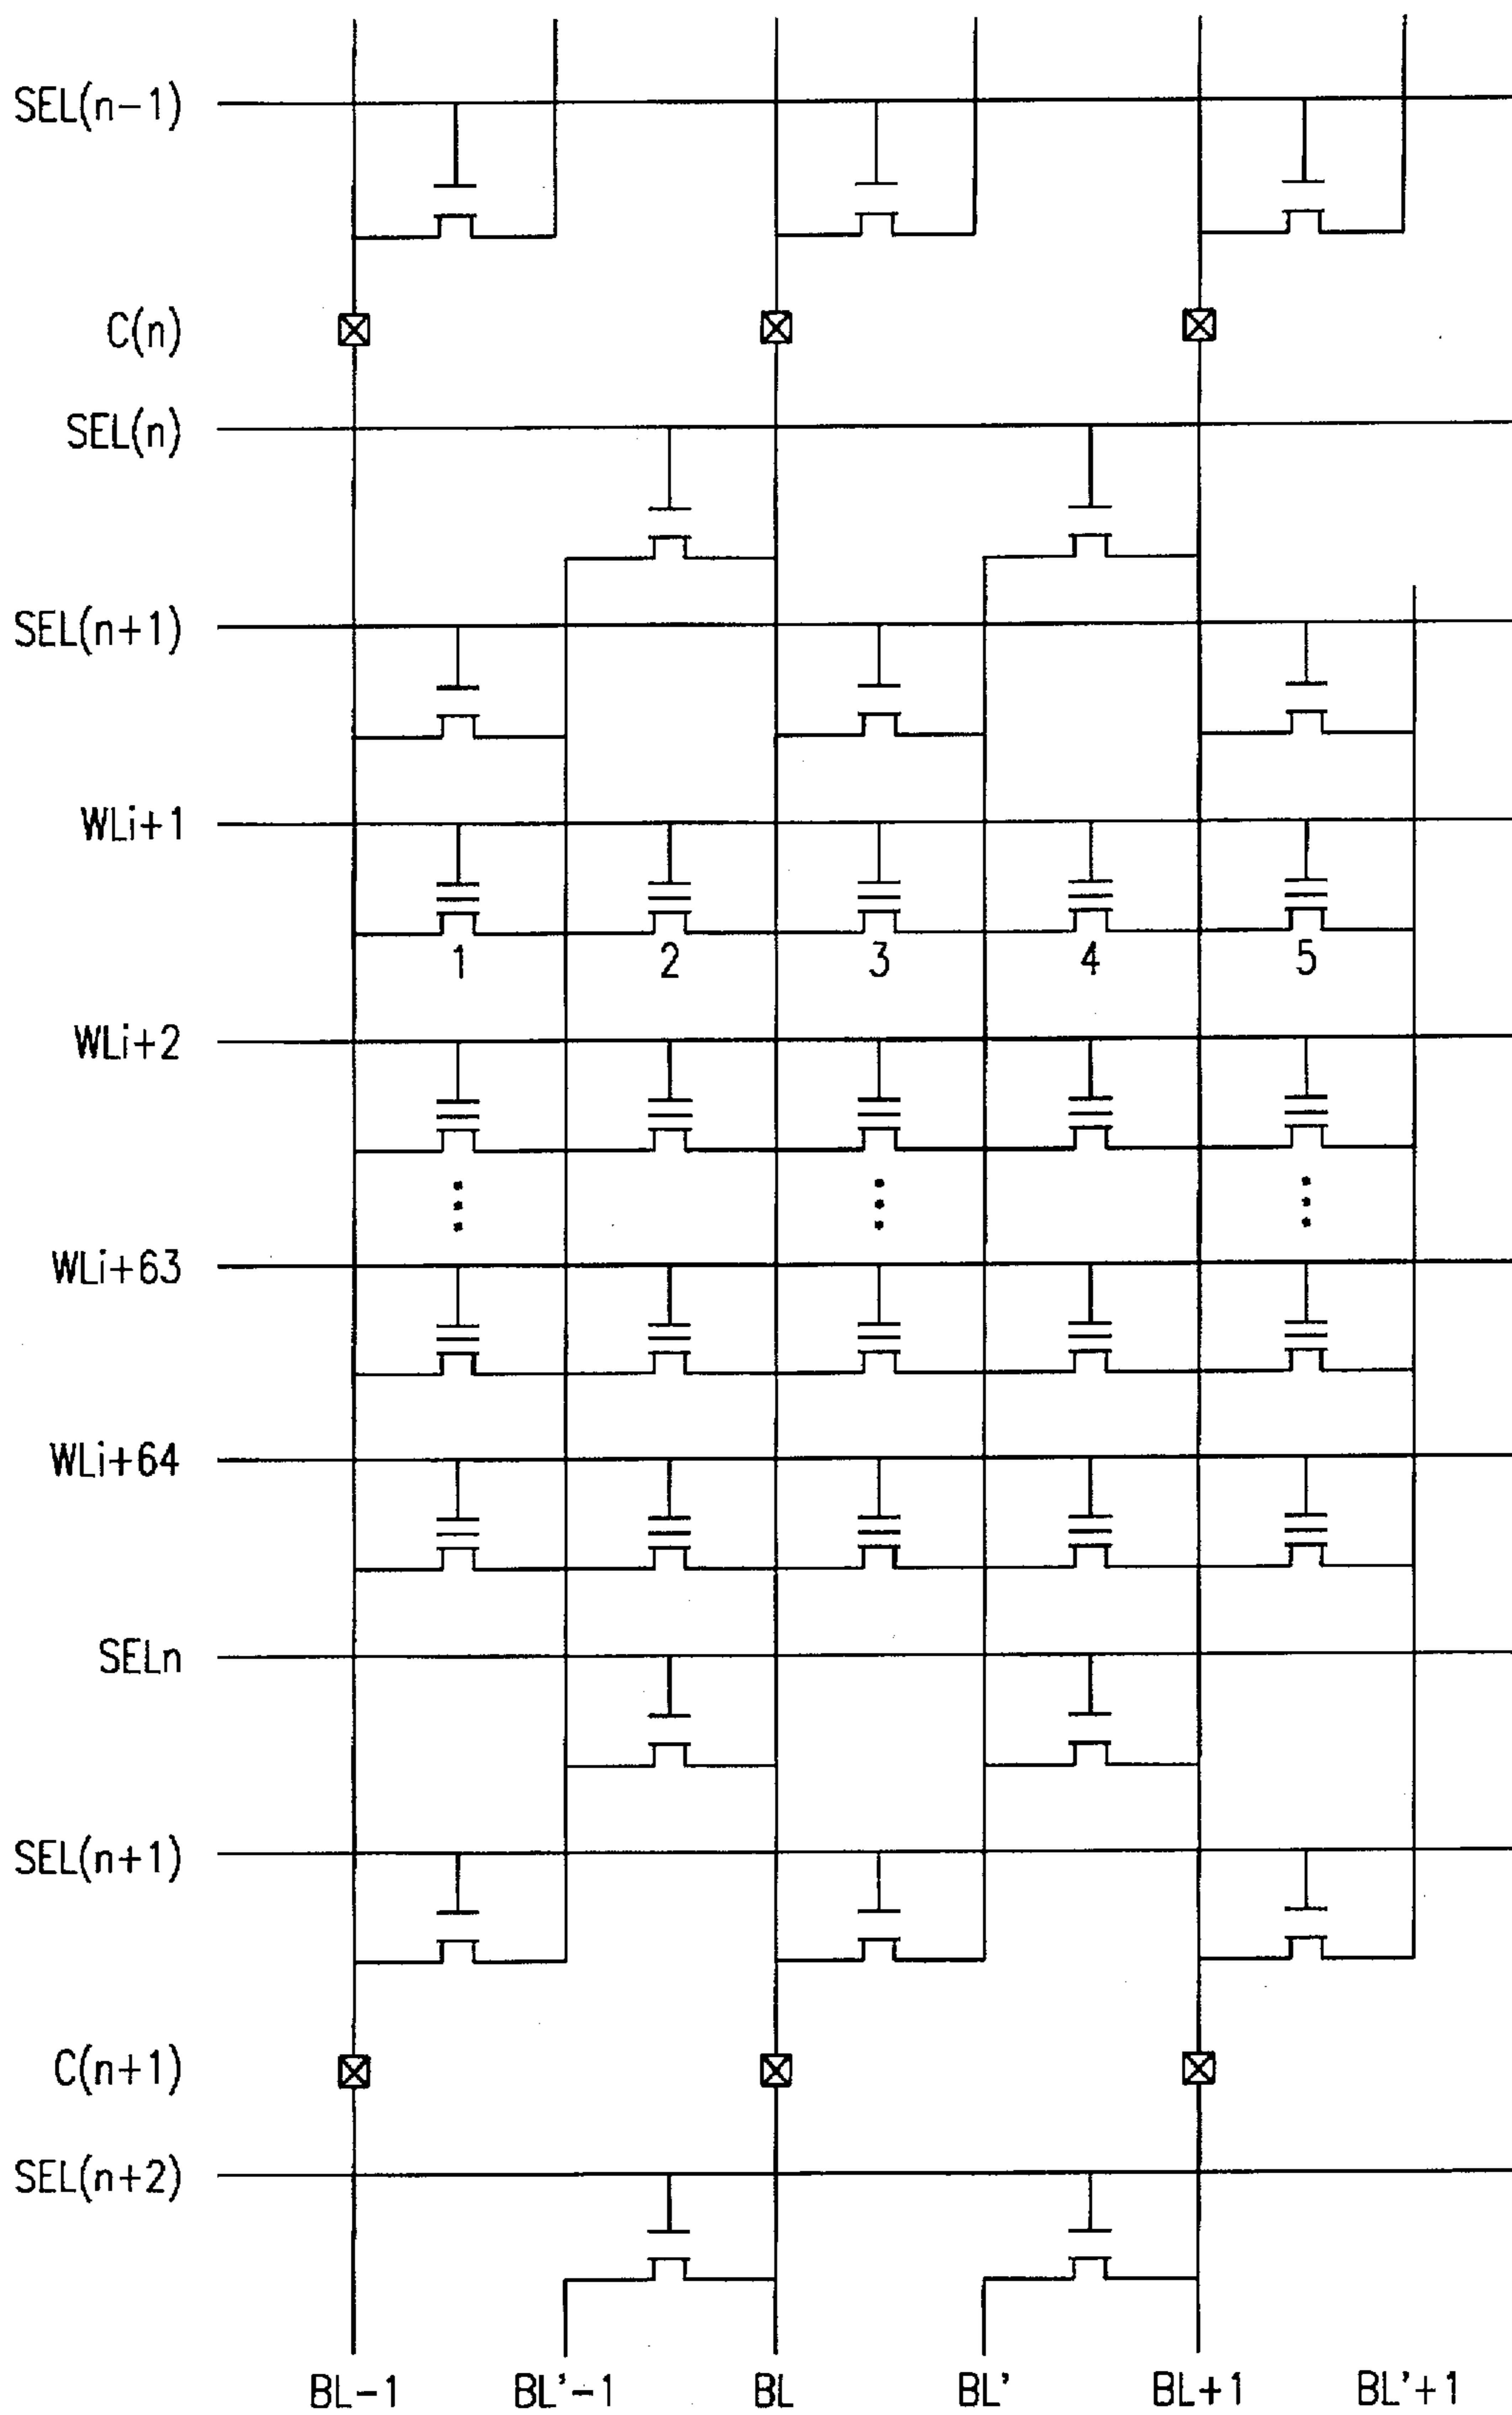 SEL(n-1)
C(n)
SEL(n)
SEL(n+1)
WLi+1
1 2 3 4 5
WLi+2
WLi+63
WLi+64
SELn
SEL(n+1)
C(n+1)
SEL(n+2)
BL-1 BL'-1 BL BL' BL+1 BL'+1